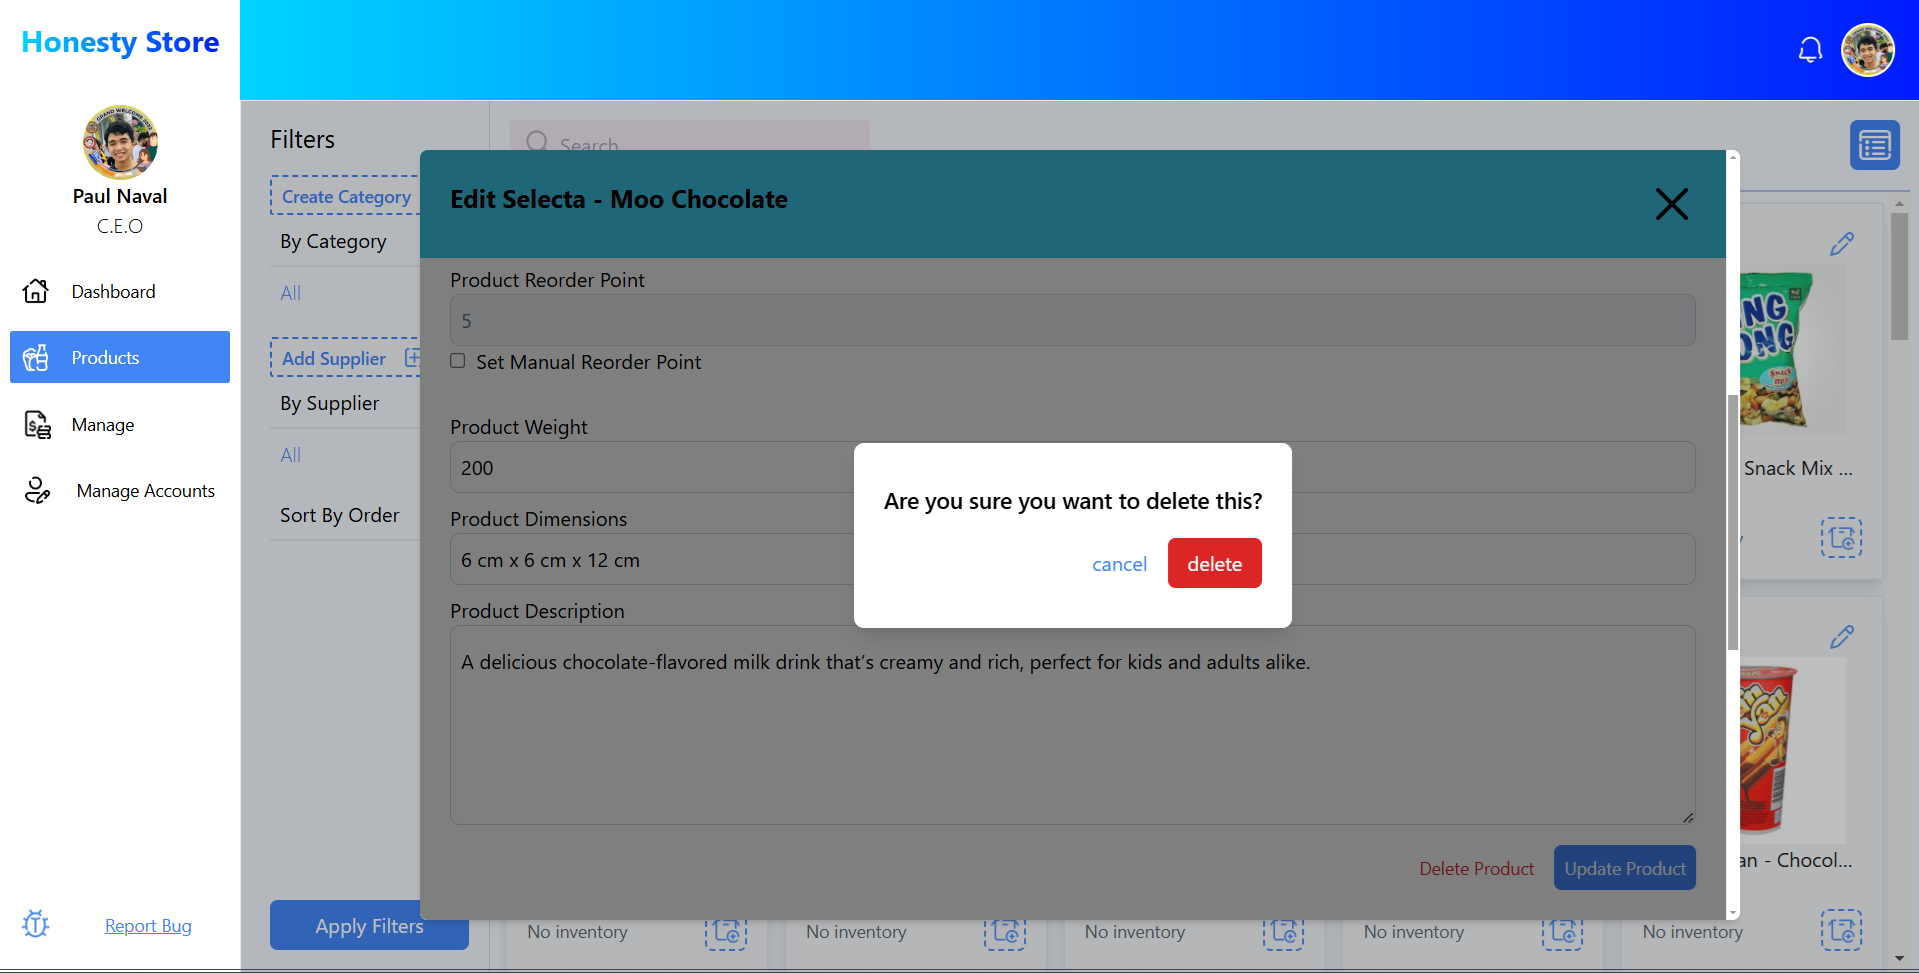 Honesty Store
Paul Naval
C.E.O
Dashboard
Products
Manage
Manage Accounts
Report Bug
Filters
Create Category
By Category
All
Add Supplier
By Supplier
All
Sort By Order
Apply Filters
Search
Edit Selecta - Moo Chocolate
Product Reorder Point
5
Set Manual Reorder Point
Product Weight
200
Product Dimensions
6 cm x 6 cm x 12 cm
Product Description
A delicious chocolate-flavored milk drink that's creamy and rich, perfect for kids and adults alike.
Delete Product
Update Product
Are you sure you want to delete this?
cancel
delete
NG
ONG
Snack Mix ...
an - Chocol...
No inventory
No inventory
No inventory
No inventory
No inventory